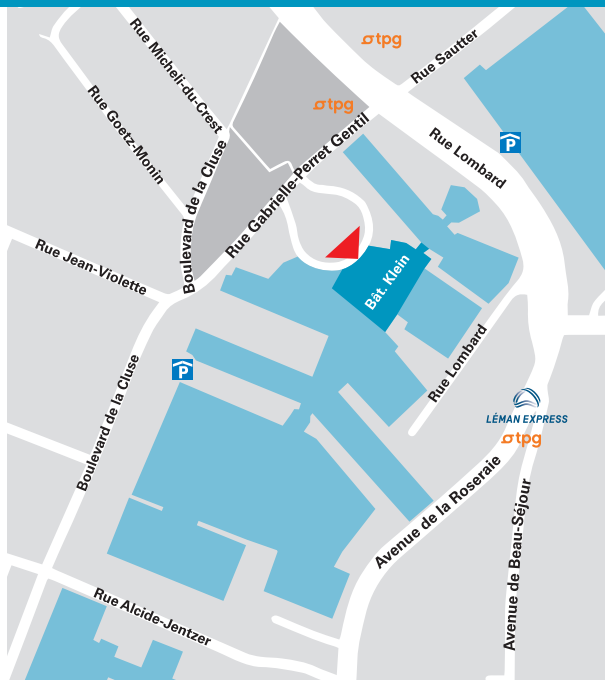 Rue Micheli-du-Crest
tpg
Rue Sautter
Rue Goetz-Monin
tpg
Rue Lombard
P
Boulevard de la Cluse
Rue Gabrielle-Perret Gentil
Rue Jean-Violette
Bât. Klein
Rue Lombard
P
Boulevard de la Cluse
LÉMAN EXPRESS
tpg
Avenue de la Roseraie
Avenue de Beau-Séjour
Rue Alcide-Jentzer